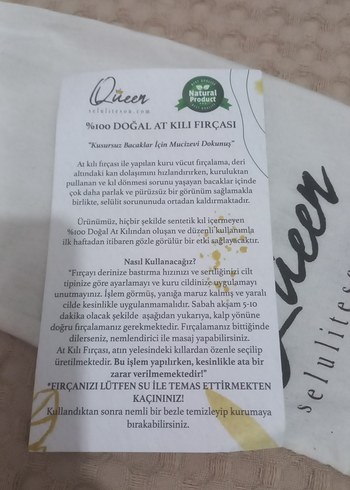 Queen
seluliteson.com
Natural
Product
%100 DOĞAL AT KILI FIRÇASI
"Kusursuz Bacaklar İçin Mucizevi Dokunuş"
At kılı fırçası ile yapılan kuru vücut fırçalama, deri
altındaki kan dolaşımını hızlandırırken, kuruluktan
pullanan ve kıl dönmesi sorunu yaşayan bacaklar içinde
çok daha parlak ve pürüzsüz bir görünüm sağlamakla
birlikte, selülit sorununuda ortadan kaldırmaktadır.
Ürünümüz, hiçbir şekilde sentetik kıl içermeyen
%100 Doğal At Kılından oluşan ve düzenli kullanımla
ilk haftadan itibaren gözle görülür bir etki sağlayacaktır.
Nasıl Kullanacağız?
"Fırçayı derinize bastırma hızınızı ve sertliğinizi cilt
tipinize göre ayarlamayı ve kuru cildinize uygulamayı
unutmayınız. İşlem görmüş, yanığa maruz kalmış ve yaralı
cilde kesinlikle uygulanmamalıdır. Sabah akşam 5-10
dakika olacak şekilde aşağıdan yukarıya, kalp yönüne
doğru fırçalamanız gerekmektedir. Fırçalamanız bittiğinde
dilerseniz, nemlendirici ile masaj yapabilirsiniz.
At Kılı Fırçası, atın yelesindeki kıllardan özenle seçilip
üretilmektedir. Bu işlem yapılırken, kesinlikle ata bir
zarar verilmemektedir!"
"FIRÇANIZI LÜTFEN SU İLE TEMAS ETTİRMEKTEN
KAÇININIZ!
Kullandıktan sonra nemli bir bezle temizleyip kurumaya
bırakabilirsiniz.
Queen
selulites